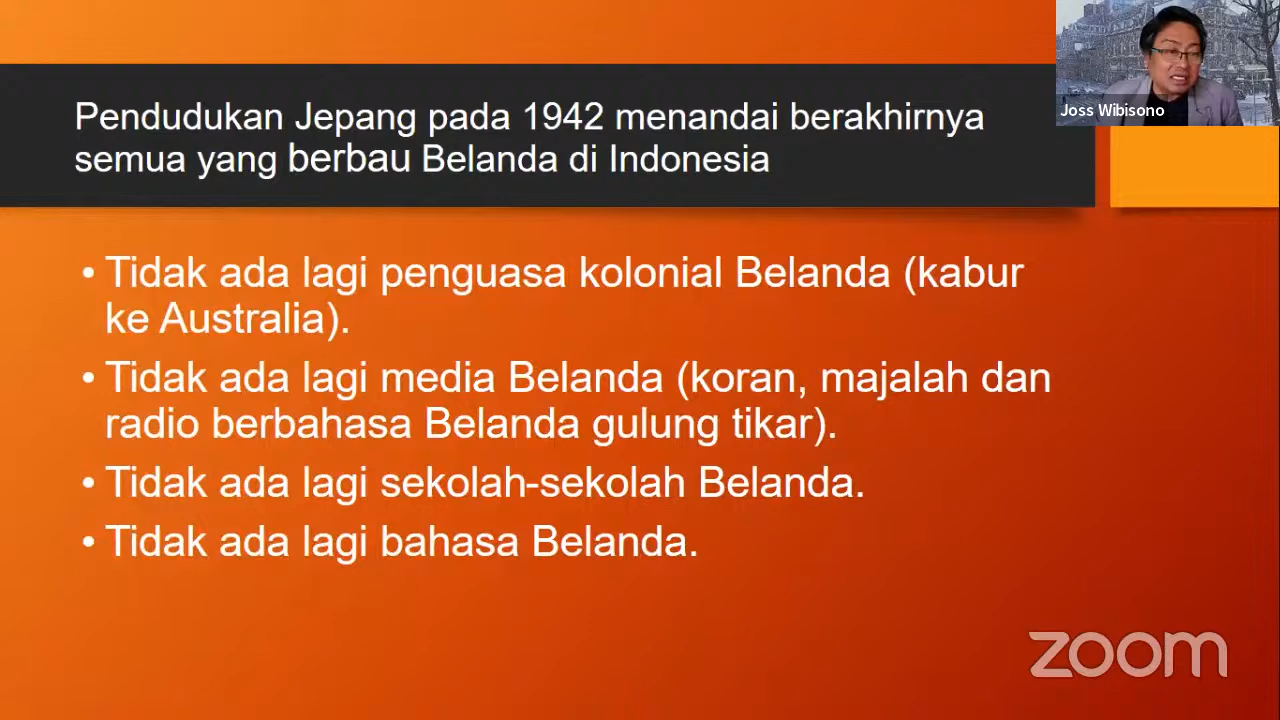 Joss Wibisono
Pendudukan Jepang pada 1942 menandai berakhirnya
semua yang berbau Belanda di Indonesia
• Tidak ada lagi penguasa kolonial Belanda (kabur
ke Australia).
• Tidak ada lagi media Belanda (koran, majalah dan
radio berbahasa Belanda gulung tikar).
• Tidak ada lagi sekolah-sekolah Belanda.
• Tidak ada lagi bahasa Belanda.
zoom